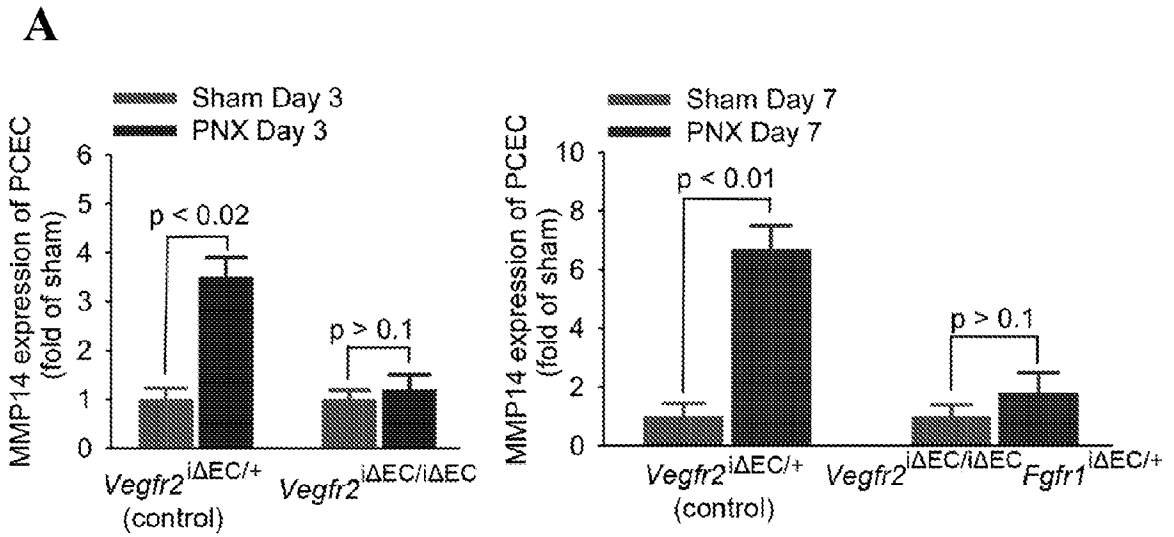 A
Sham Day 3
PNX Day 3
MMP14 expression of PCEC
(fold of sham)
6
5
4
3
2
1
0
p < 0.02
p > 0.1
Vegfr2iΔEC/+
(control)
Vegfr2iΔEC/iΔEC
Sham Day 7
PNX Day 7
MMP14 expression of PCEC
(fold of sham)
10
8
6
4
2
0
p < 0.01
p > 0.1
Vegfr2iΔEC/+
(control)
Vegfr2iΔEC/iΔECFgfr1iΔEC/+